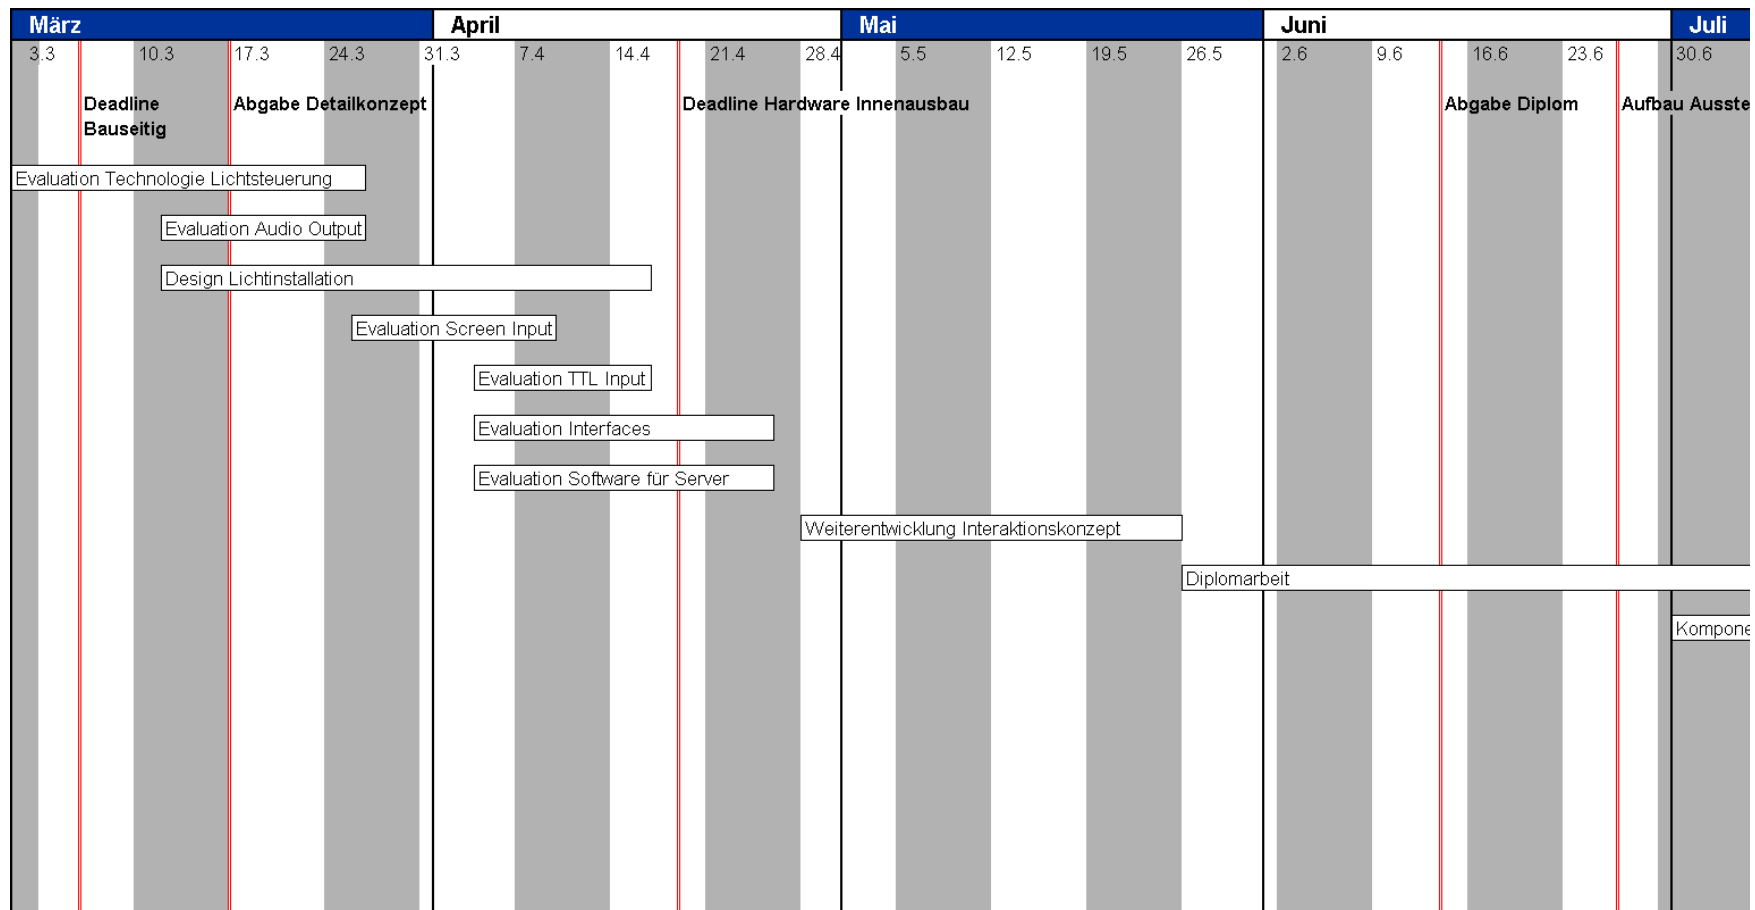 März April Mai Juni Juli
3.3 10.3 17.3 24.3 31.3 7.4 14.4 21.4 28.4 5.5 12.5 19.5 26.5 2.6 9.6 16.6 23.6 30.6
Deadline Abgabe Detailkonzept Deadline Hardware Innenausbau Abgabe Diplom Aufbau Ausste
Bauseitig
Evaluation Technologie Lichtsteuerung
Evaluation Audio Output
Design Lichtinstallation
Evaluation Screen Input
Evaluation TTL Input
Evaluation Interfaces
Evaluation Software für Server
Weiterentwicklung Interaktionskonzept
Diplomarbeit
Kompone